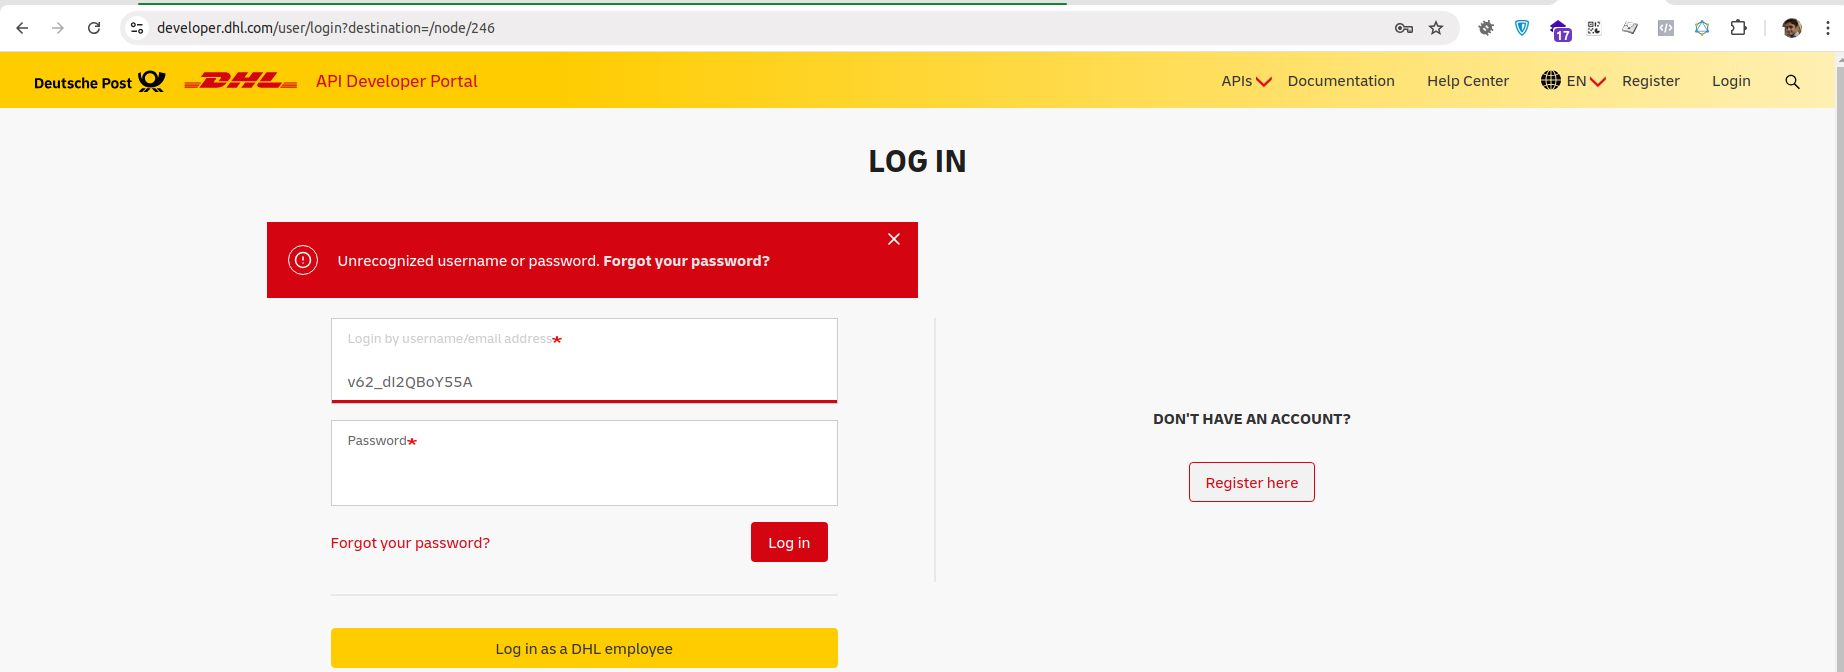 developer.dhl.com/user/login?destination=/node/246
17
Deutsche Post DHL API Developer Portal APIs Documentation Help Center EN Register Login
LOG IN
Unrecognized username or password. Forgot your password?
Login by username/email address*
v62_dI2QBoY55A
DON'T HAVE AN ACCOUNT?
Password*
Register here
Forgot your password? Log in
Log in as a DHL employee